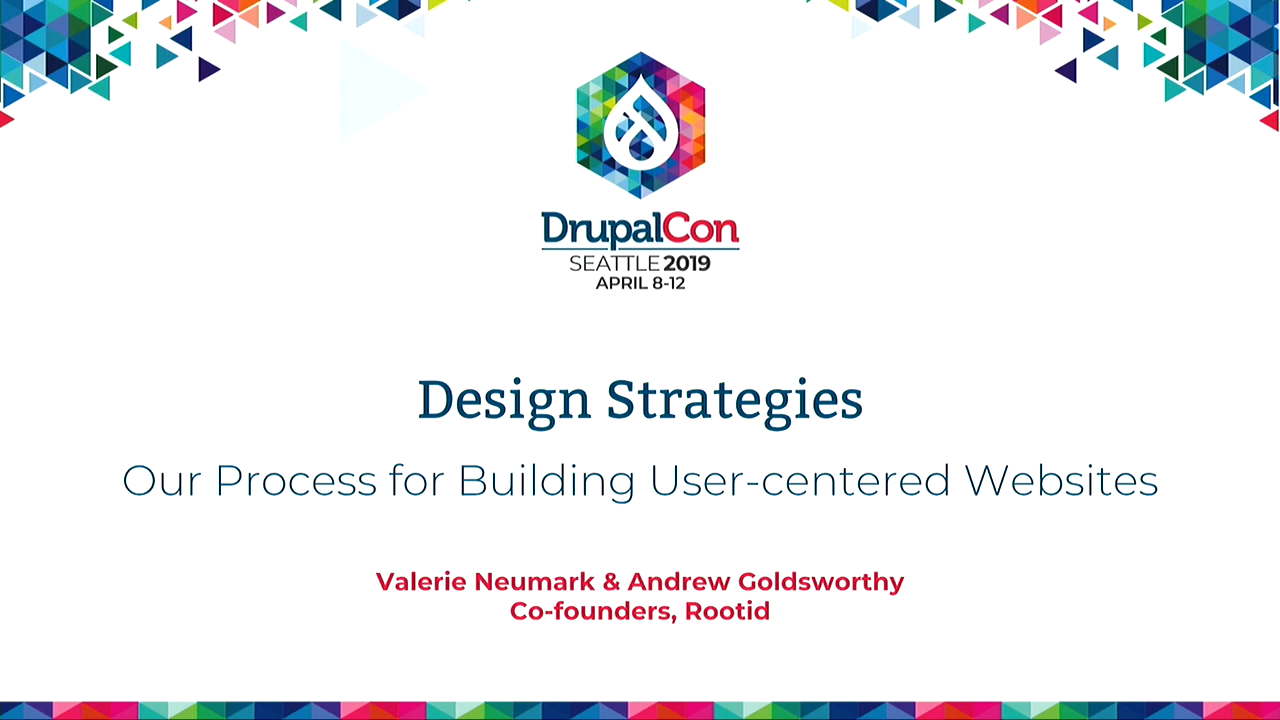 DrupalCon
SEATTLE 2019
APRIL 8-12
Design Strategies
Our Process for Building User-centered Websites
Valerie Neumark & Andrew Goldsworthy
Co-founders, Rootid